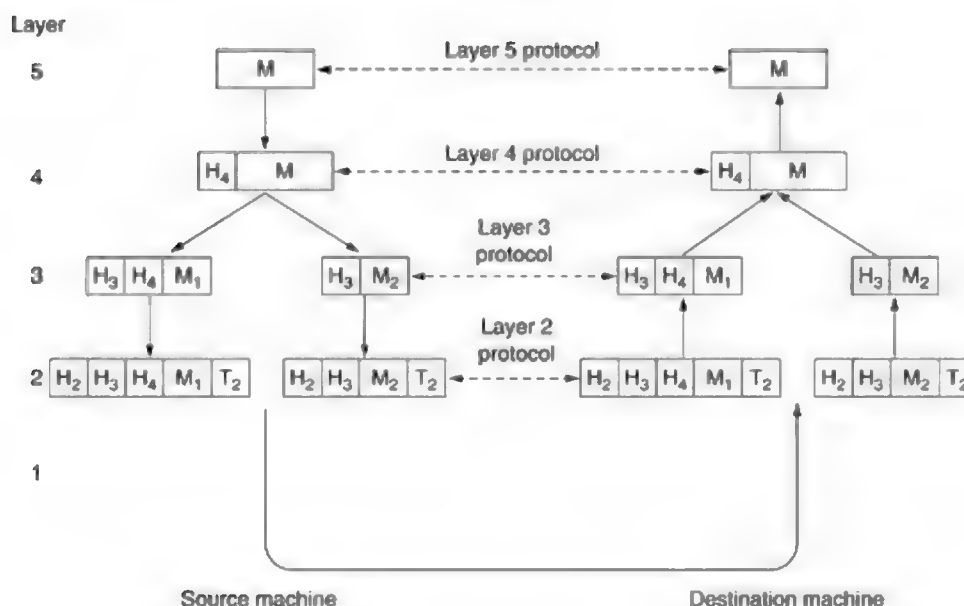 Layer
5
M
Layer 5 protocol
M
4
H₄ M
Layer 4 protocol
H₄ M
3
H₃ H₄ M₁
H₃ M₂
Layer 3
protocol
H₃ H₄ M₁
H₃ M₂
2
H₂ H₃ H₄ M₁ T₂
H₂ H₃ M₂ T₂
Layer 2
protocol
H₂ H₃ H₄ M₁ T₂
H₂ H₃ M₂ T₂
1
Source machine
Destination machine